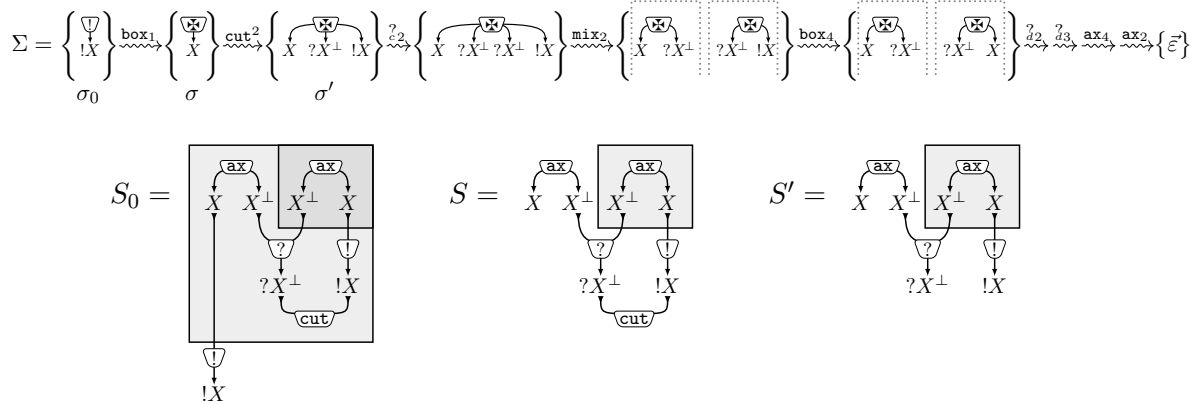 Σ = { ! !X } box₁ { ✠ X } cut² { ✠ X ?X⊥ !X } ?c₂ { ✠ X ?X⊥ ?X⊥ !X } mix₂ { ✠ X ?X⊥ ✠ ?X⊥ !X } box₄ { ✠ X ?X⊥ ✠ ?X⊥ X } ?d₂ ?d₃ ax₄ ax₂ {ε⃗}
σ₀ σ σ′
ax ax ax ax ax ax
S₀ = X X⊥ X⊥ X S = X X⊥ X⊥ X S′ = X X⊥ X⊥ X
? ! ? ! ? !
?X⊥ !X ?X⊥ !X ?X⊥ !X
cut cut
!
!X